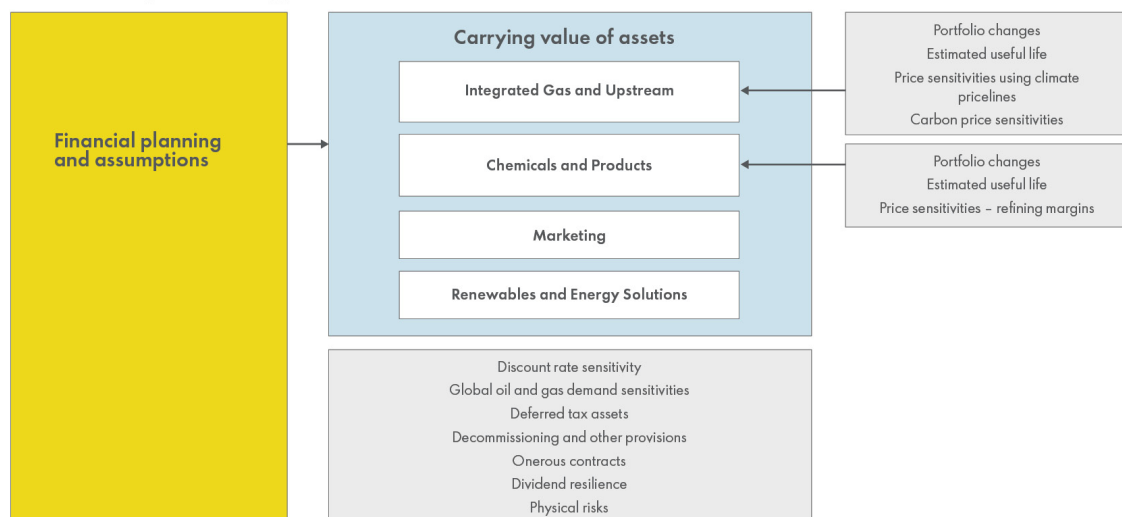 Financial planning
and assumptions
Carrying value of assets
Integrated Gas and Upstream
Chemicals and Products
Marketing
Renewables and Energy Solutions
Portfolio changes
Estimated useful life
Price sensitivities using climate
pricelines
Carbon price sensitivities
Portfolio changes
Estimated useful life
Price sensitivities – refining margins
Discount rate sensitivity
Global oil and gas demand sensitivities
Deferred tax assets
Decommissioning and other provisions
Onerous contracts
Dividend resilience
Physical risks